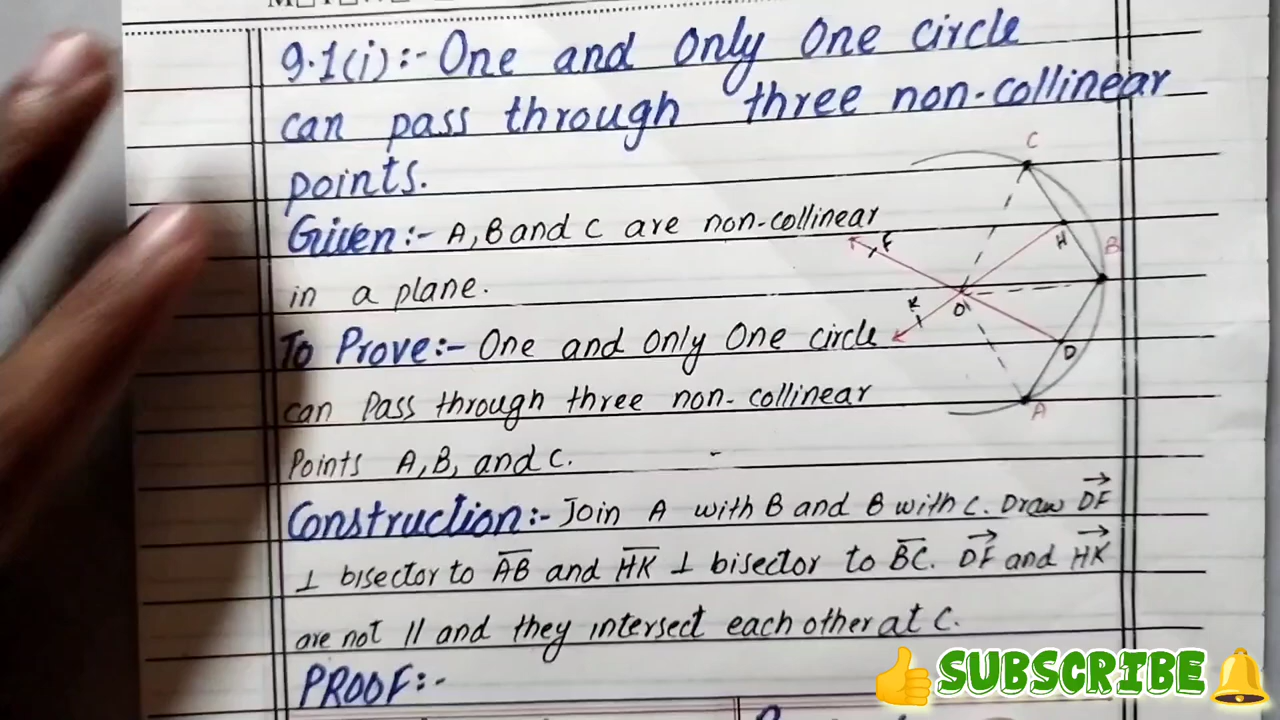 9.1(i):- One and only one circle
can pass through three non-collinear
points.
Given:- A, B and C are non-collinear
in a plane.
To Prove:- One and only one circle
can pass through three non-collinear
Points A, B, and C.
Construction:- Join A with B and B with C. Draw DF
⊥ bisector to AB and HK ⊥ bisector to BC. DF and HK
are not || and they intersect each other at C.
PROOF:-
C
F
H
B
K
O
D
A
SUBSCRIBE